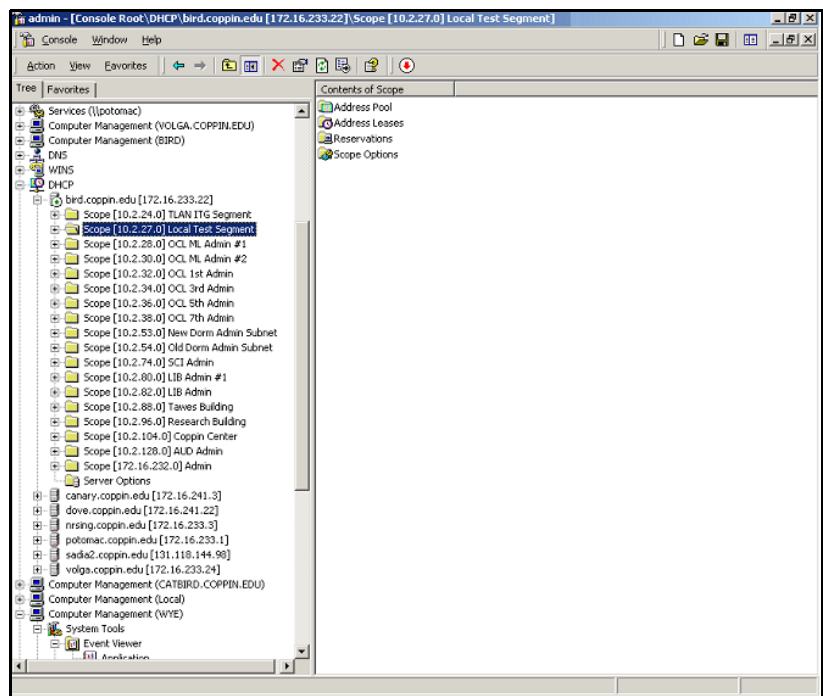 admin - [Console Root\DHCP\bird.coppin.edu [172.16.233.22]\Scope [10.2.27.0] Local Test Segment]
Console Window Help
Action View Favorites
Tree Favorites
Contents of Scope
Services (\\potomac)
Computer Management (VOLGA.COPPIN.EDU)
Computer Management (BIRD)
DNS
WINS
DHCP
bird.coppin.edu [172.16.233.22]
Scope [10.2.24.0] TLAN ITG Segment
Scope [10.2.27.0] Local Test Segment
Scope [10.2.28.0] OCL ML Admin #1
Scope [10.2.30.0] OCL ML Admin #2
Scope [10.2.32.0] OCL 1st Admin
Scope [10.2.34.0] OCL 3rd Admin
Scope [10.2.36.0] OCL 5th Admin
Scope [10.2.38.0] OCL 7th Admin
Scope [10.2.53.0] New Dorm Admin Subnet
Scope [10.2.54.0] Old Dorm Admin Subnet
Scope [10.2.74.0] SCI Admin
Scope [10.2.80.0] LIB Admin #1
Scope [10.2.82.0] LIB Admin
Scope [10.2.88.0] Tawes Building
Scope [10.2.96.0] Research Building
Scope [10.2.104.0] Coppin Center
Scope [10.2.128.0] AUD Admin
Scope [172.16.232.0] Admin
Server Options
canary.coppin.edu [172.16.241.3]
dove.coppin.edu [172.16.241.22]
nrsing.coppin.edu [172.16.233.3]
potomac.coppin.edu [172.16.233.1]
sadia2.coppin.edu [131.118.144.98]
volga.coppin.edu [172.16.233.24]
Computer Management (CATBIRD.COPPIN.EDU)
Computer Management (Local)
Computer Management (WYE)
System Tools
Event Viewer
Application
Address Pool
Address Leases
Reservations
Scope Options